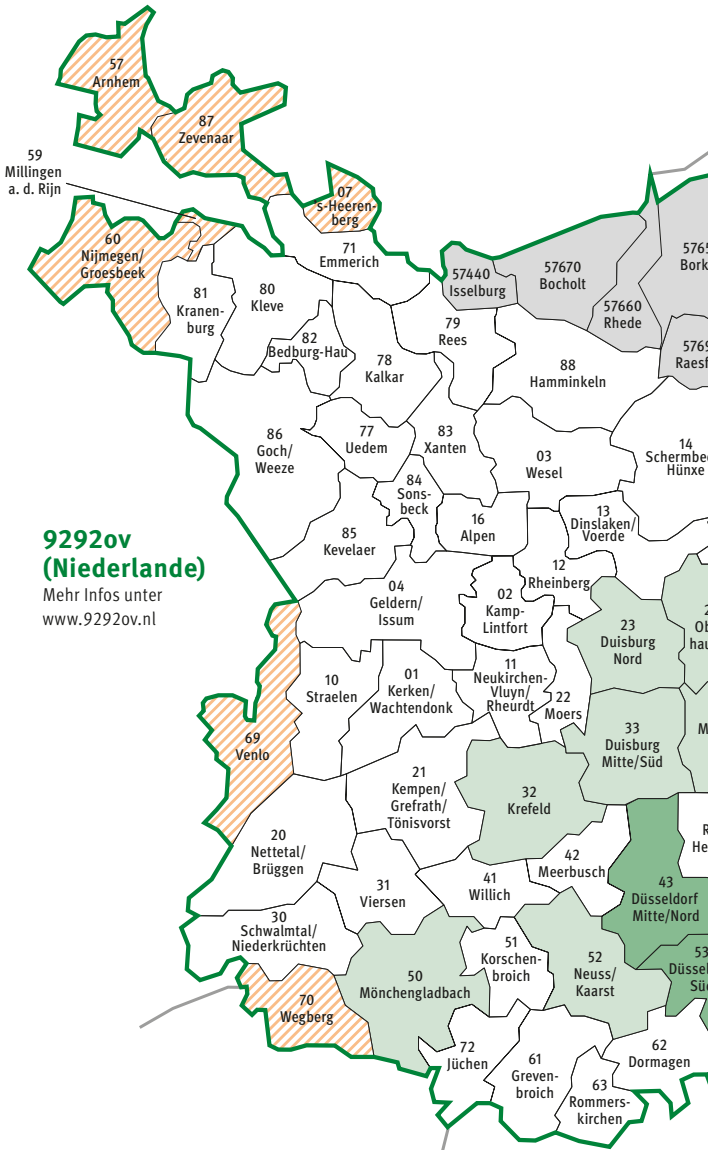 57
Arnhem
87
Zevenaar
59
Millingen
a. d. Rijn
07
's-Heeren-
berg
60
Nijmegen/
Groesbeek
71
Emmerich
57440
Isselburg
57670
Bocholt
57660
Rhede
81
Kranen-
burg
80
Kleve
82
Bedburg-Hau
79
Rees
78
Kalkar
88
Hamminkeln
86
Goch/
Weeze
77
Uedem
83
Xanten
03
Wesel
14
Hünxe
84
Sons-
beck
16
Alpen
13
Dinslaken/
Voerde
85
Kevelaer
12
Rheinberg
9292ov
(Niederlande)
Mehr Infos unter
www.9292ov.nl
04
Geldern/
Issum
02
Kamp-
Lintfort
23
Duisburg
Nord
10
Straelen
01
Kerken/
Wachtendonk
11
Neukirchen-
Vluyn/
Rheurdt
22
Moers
69
Venlo
33
Duisburg
Mitte/Süd
21
Kempen/
Grefrath/
Tönisvorst
32
Krefeld
20
Nettetal/
Brüggen
42
Meerbusch
31
Viersen
41
Willich
43
Düsseldorf
Mitte/Nord
30
Schwalmtal/
Niederkrüchten
51
Korschen-
broich
52
Neuss/
Kaarst
53
50
Mönchengladbach
70
Wegberg
72
Jüchen
61
Greven-
broich
62
Dormagen
63
Rommers-
kirchen